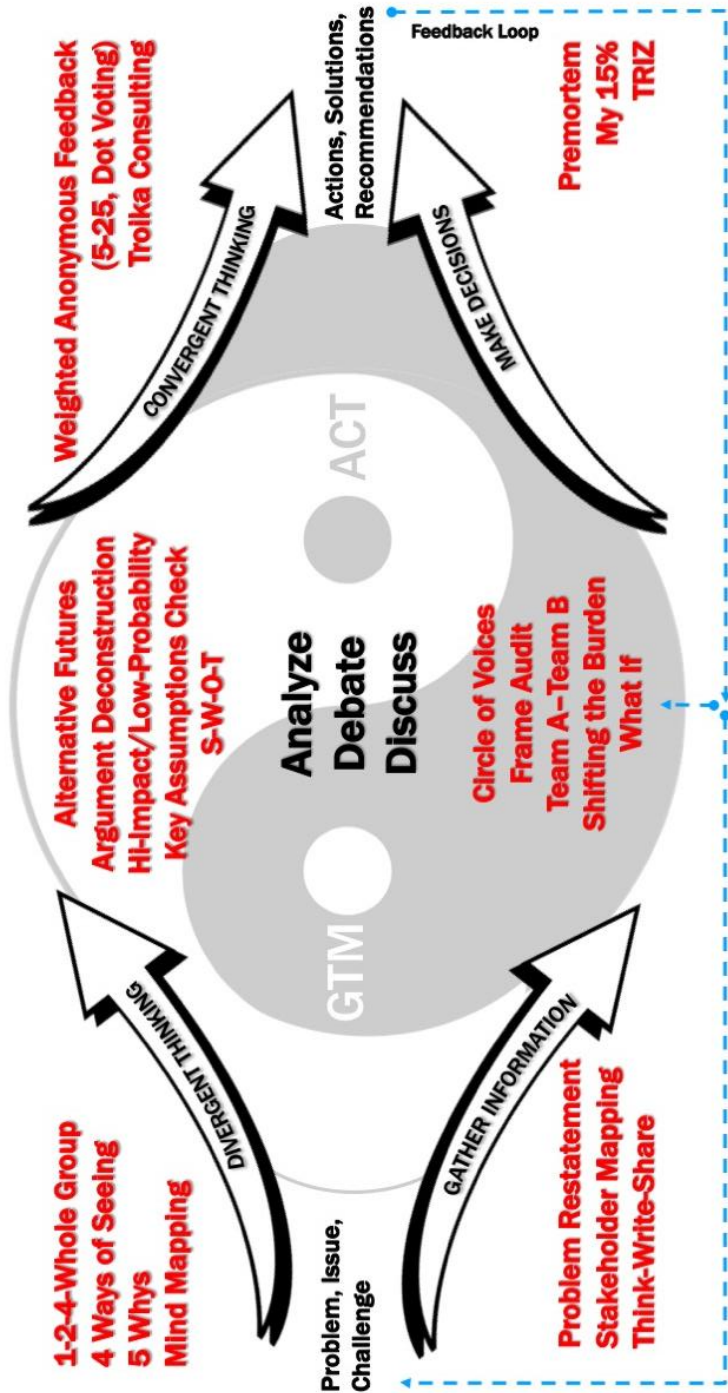 1-2-4-Whole Group
4 Ways of Seeing
5 Whys
Mind Mapping
DIVERGENT THINKING
Problem, Issue,
Challenge
GATHER INFORMATION
Problem Restatement
Stakeholder Mapping
Think-Write-Share
Alternative Futures
Argument Deconstruction
Hi-Impact/Low-Probability
Key Assumptions Check
S-W-O-T
GTM
Analyze
Debate
Discuss
ACT
Circle of Voices
Frame Audit
Team A–Team B
Shifting the Burden
What If
Weighted Anonymous Feedback
(5-25, Dot Voting)
Troika Consulting
CONVERGENT THINKING
Actions, Solutions,
Recommendations
MAKE DECISIONS
Feedback Loop
Premortem
My 15%
TRIZ